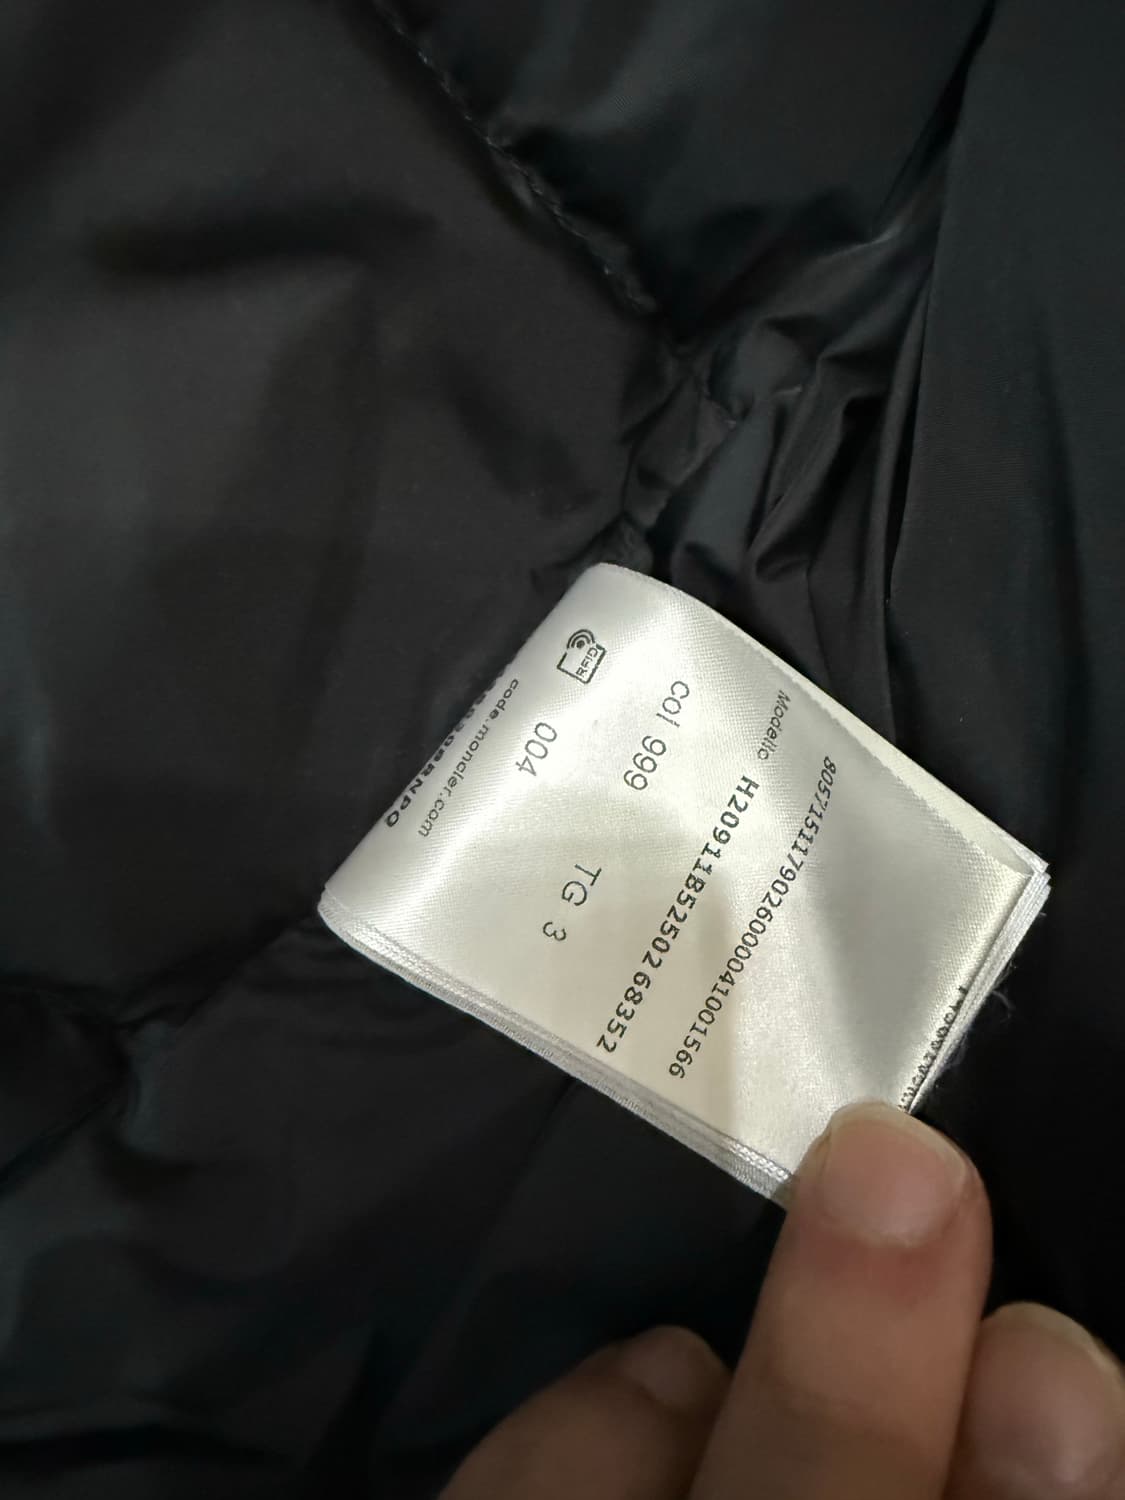 8057151179026000041001566
Modello H20911B52502 68352
col 999
004 TG 3
RFID
code.moncler.com